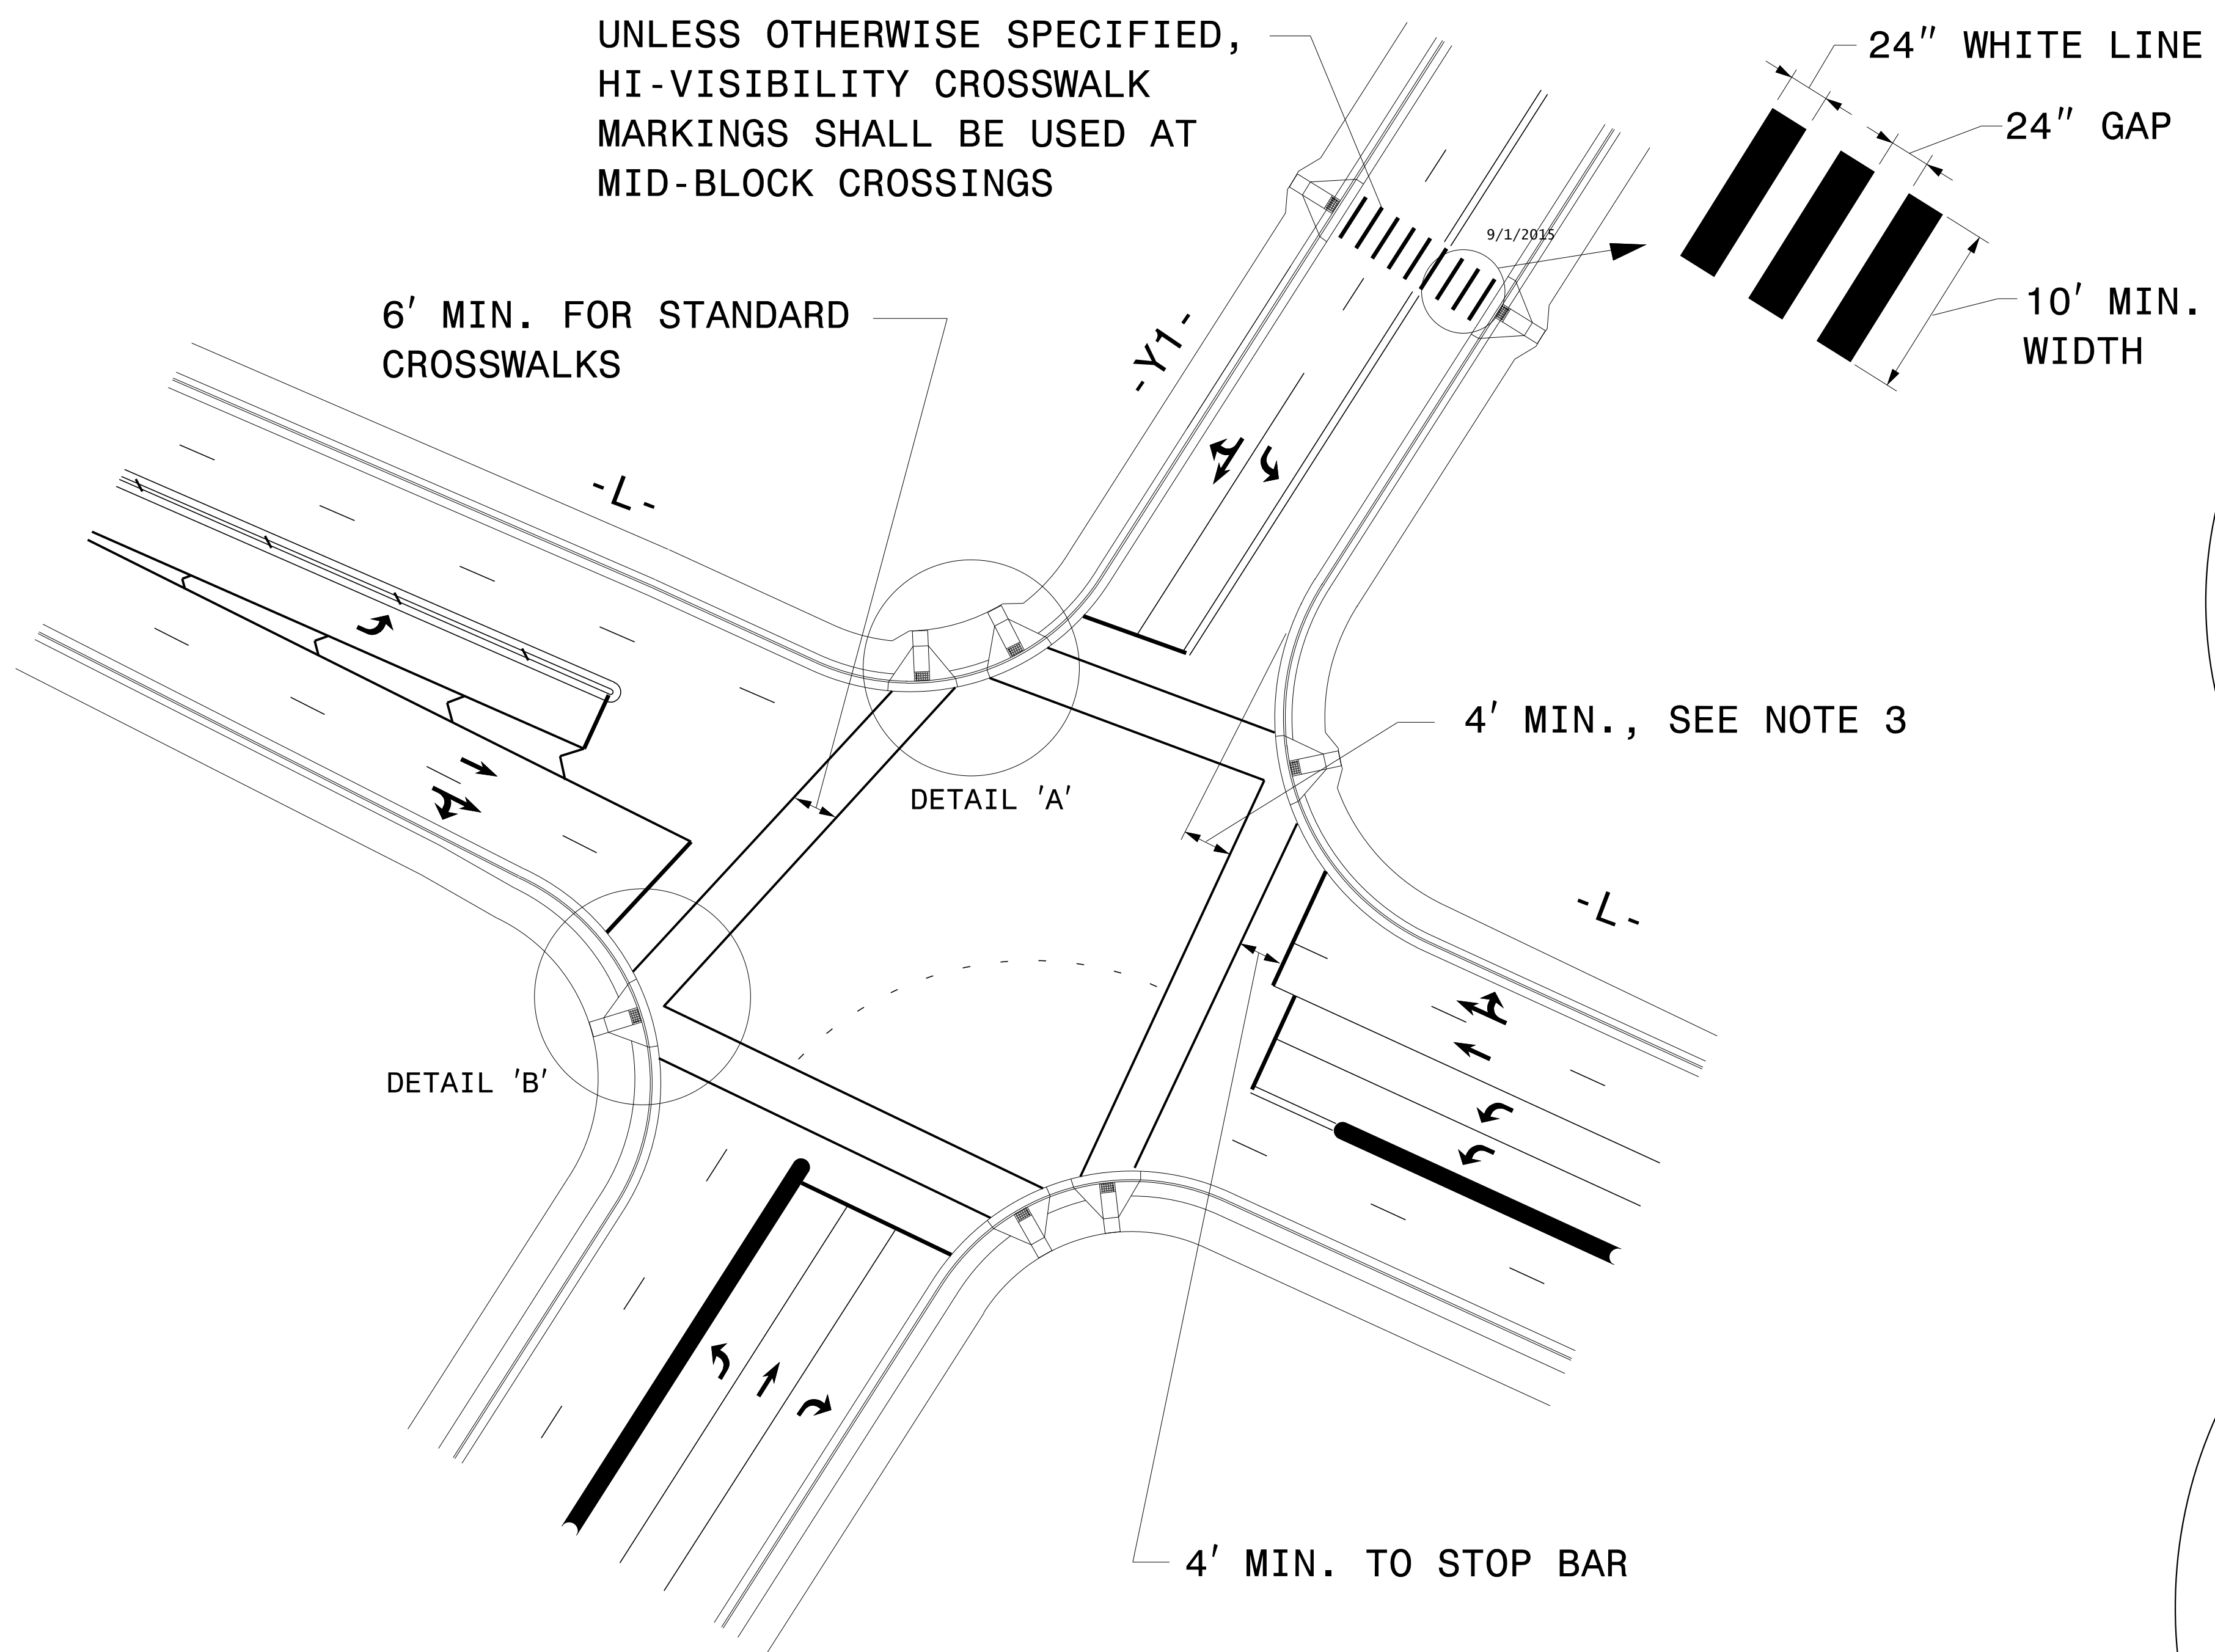 UNLESS OTHERWISE SPECIFIED,
HI-VISIBILITY CROSSWALK
MARKINGS SHALL BE USED AT
MID-BLOCK CROSSINGS
24" WHITE LINE
24" GAP
9/1/2015
10' MIN.
WIDTH
6' MIN. FOR STANDARD
CROSSWALKS
-Y1-
-L-
4' MIN., SEE NOTE 3
DETAIL 'A'
-L-
DETAIL 'B'
4' MIN. TO STOP BAR